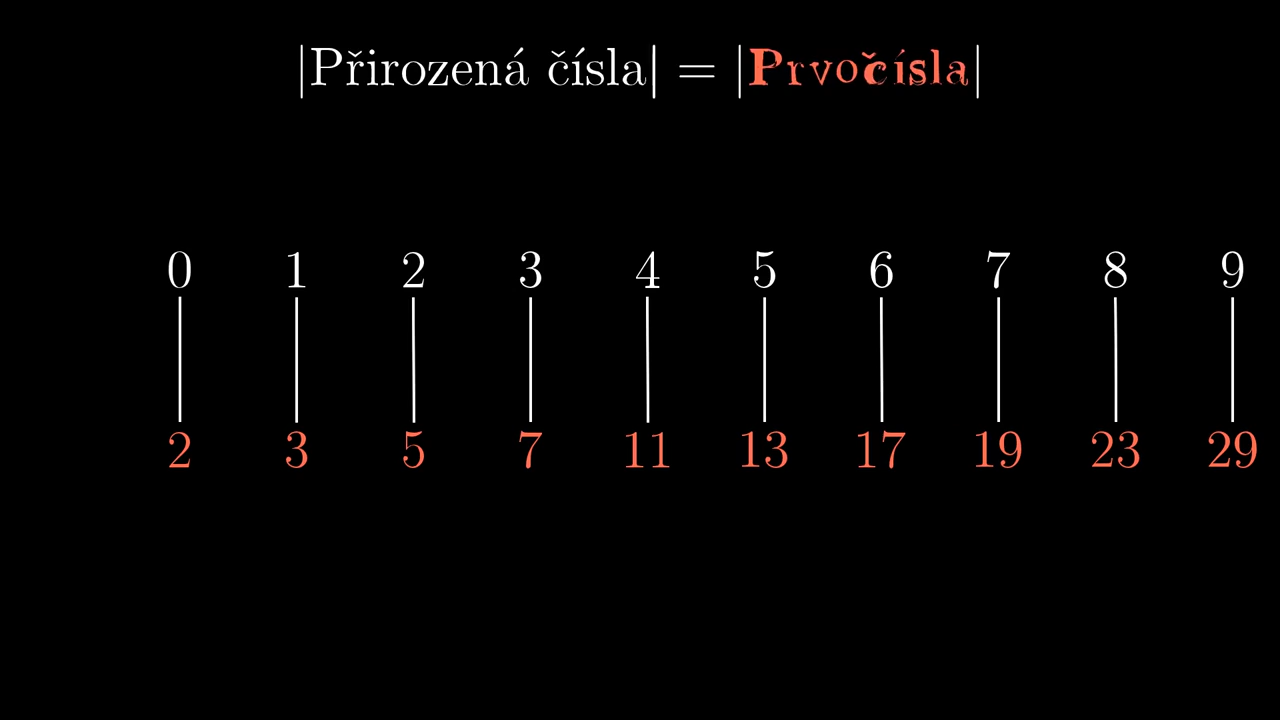 |Přirozená čísla| = |Prvočísla|
0 1 2 3 4 5 6 7 8 9
2 3 5 7 11 13 17 19 23 29